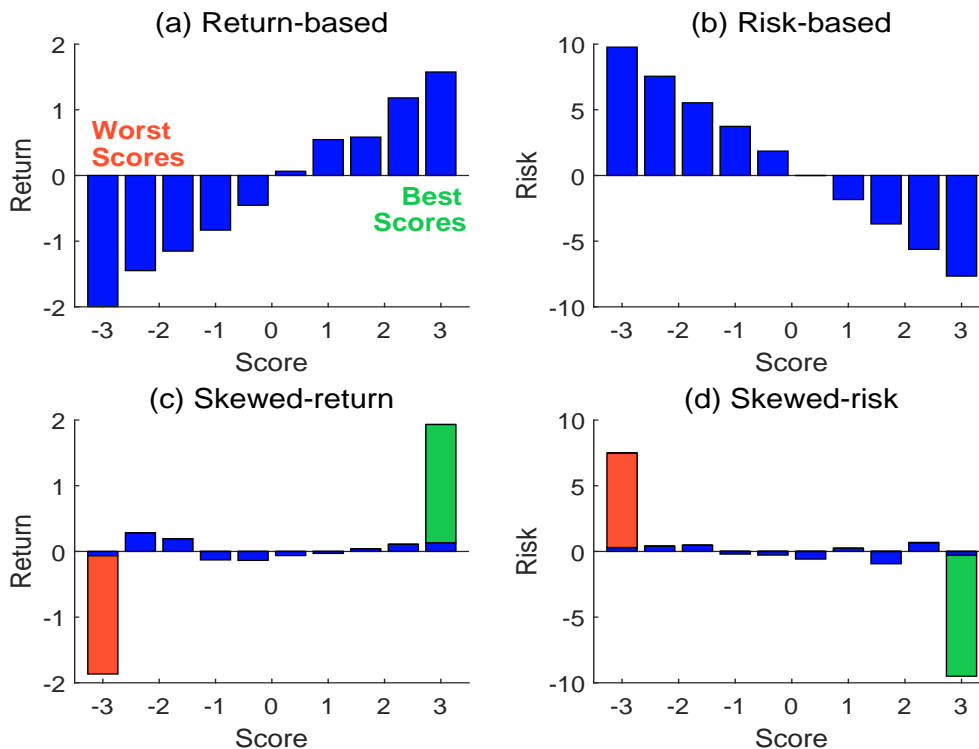 (a) Return-based
2
1
0
-1
-2
Return
Worst
Scores
Best
Scores
-3 -2 -1 0 1 2 3
Score
(b) Risk-based
10
5
0
-5
-10
Risk
-3 -2 -1 0 1 2 3
Score
(c) Skewed-return
2
1
0
-1
-2
Return
-3 -2 -1 0 1 2 3
Score
(d) Skewed-risk
10
5
0
-5
-10
Risk
-3 -2 -1 0 1 2 3
Score